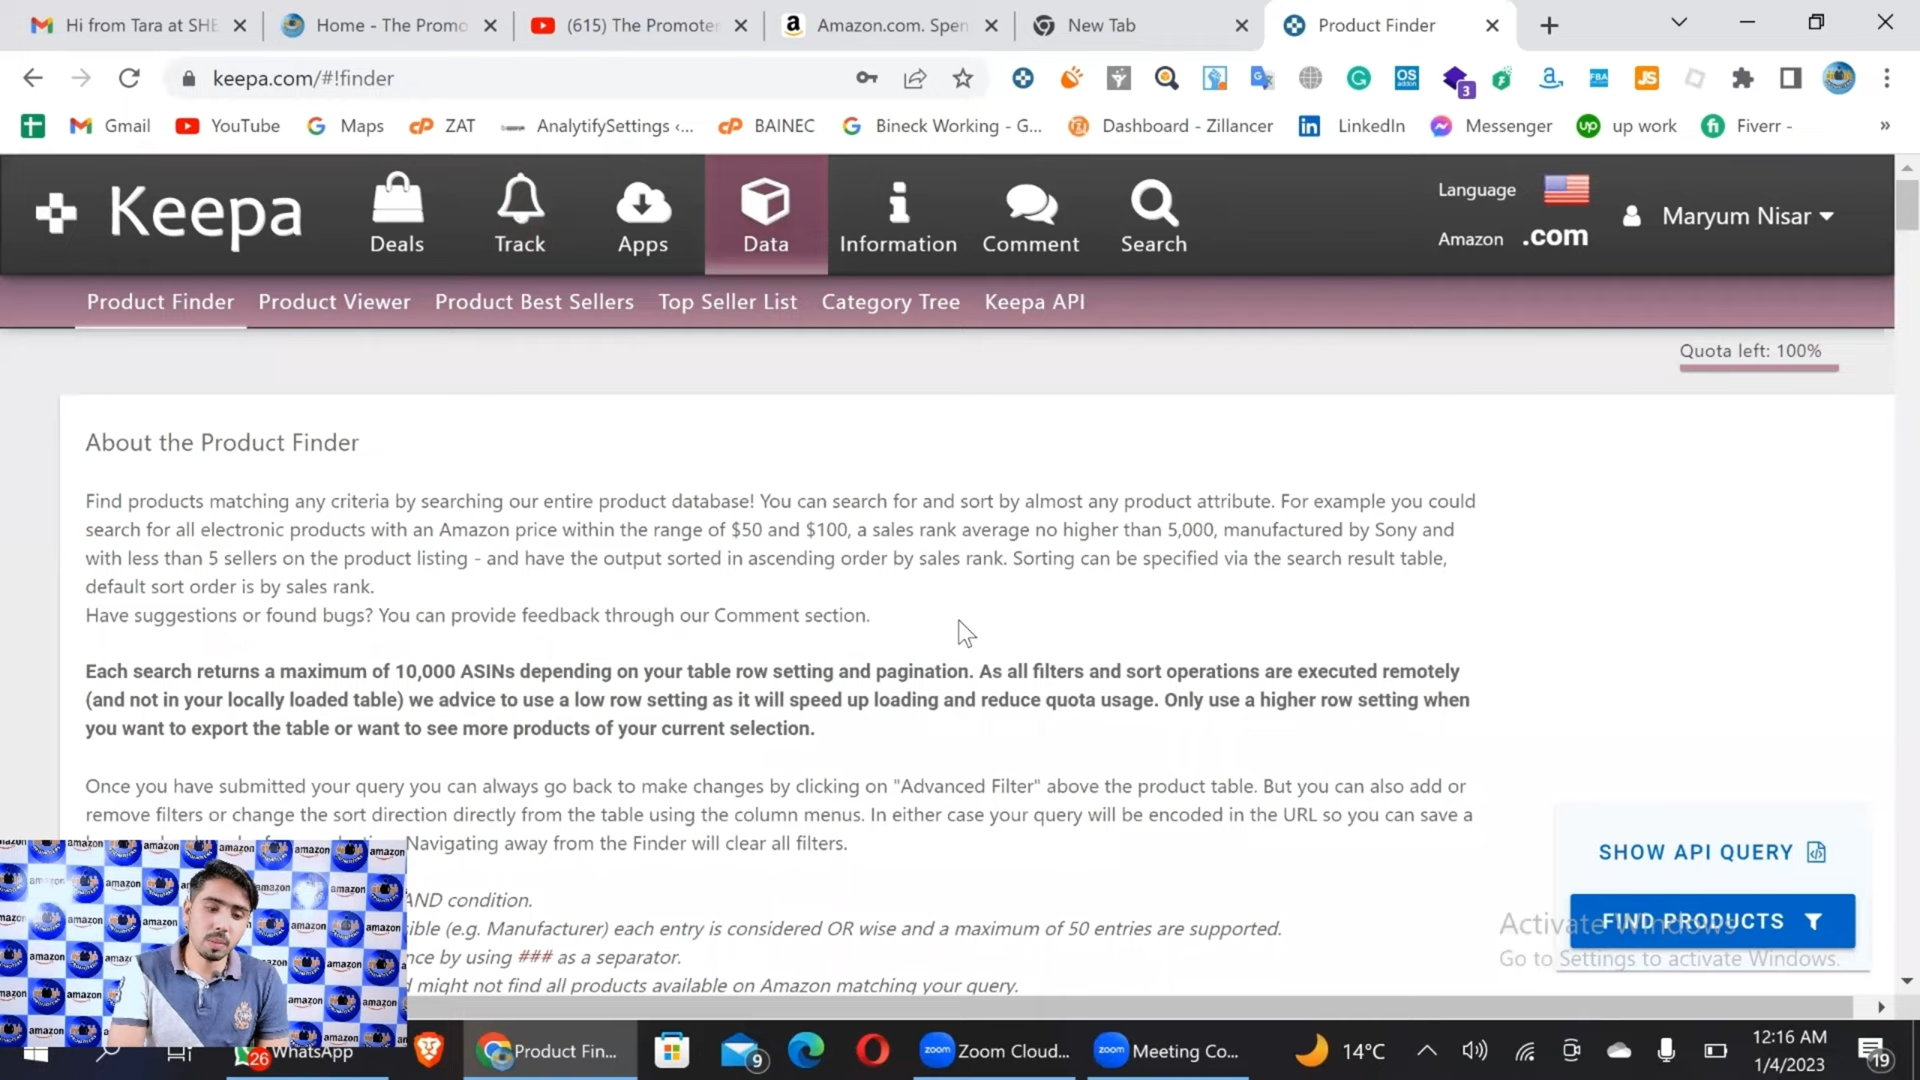 Hi from Tara at SHE
Home - The Promo
(615) The Promoter
Amazon.com. Spen
New Tab
Product Finder
keepa.com/#!finder
Gmail
YouTube
Maps
ZAT
AnalytifySettings ‹...
BAINEC
Bineck Working - G...
Dashboard - Zillancer
LinkedIn
Messenger
up work
Fiverr -
»
Keepa
Deals
Track
Apps
Data
Information
Comment
Search
Language
Amazon .com
Maryum Nisar
Product Finder
Product Viewer
Product Best Sellers
Top Seller List
Category Tree
Keepa API
Quota left: 100%
About the Product Finder
Find products matching any criteria by searching our entire product database! You can search for and sort by almost any product attribute. For example you could
search for all electronic products with an Amazon price within the range of $50 and $100, a sales rank average no higher than 5,000, manufactured by Sony and
with less than 5 sellers on the product listing - and have the output sorted in ascending order by sales rank. Sorting can be specified via the search result table,
default sort order is by sales rank.
Have suggestions or found bugs? You can provide feedback through our Comment section.
Each search returns a maximum of 10,000 ASINs depending on your table row setting and pagination. As all filters and sort operations are executed remotely
(and not in your locally loaded table) we advice to use a low row setting as it will speed up loading and reduce quota usage. Only use a higher row setting when
you want to export the table or want to see more products of your current selection.
Once you have submitted your query you can always go back to make changes by clicking on "Advanced Filter" above the product table. But you can also add or
remove filters or change the sort direction directly from the table using the column menus. In either case your query will be encoded in the URL so you can save a
Navigating away from the Finder will clear all filters.
AND condition.
ible (e.g. Manufacturer) each entry is considered OR wise and a maximum of 50 entries are supported.
nce by using ### as a separator.
might not find all products available on Amazon matching your query.
SHOW API QUERY
FIND PRODUCTS
Activate Windows
Go to Settings to activate Windows.
26
WhatsApp
Product Fin...
9
zoom
Zoom Cloud...
zoom
Meeting Co...
14°C
12:16 AM
1/4/2023
19